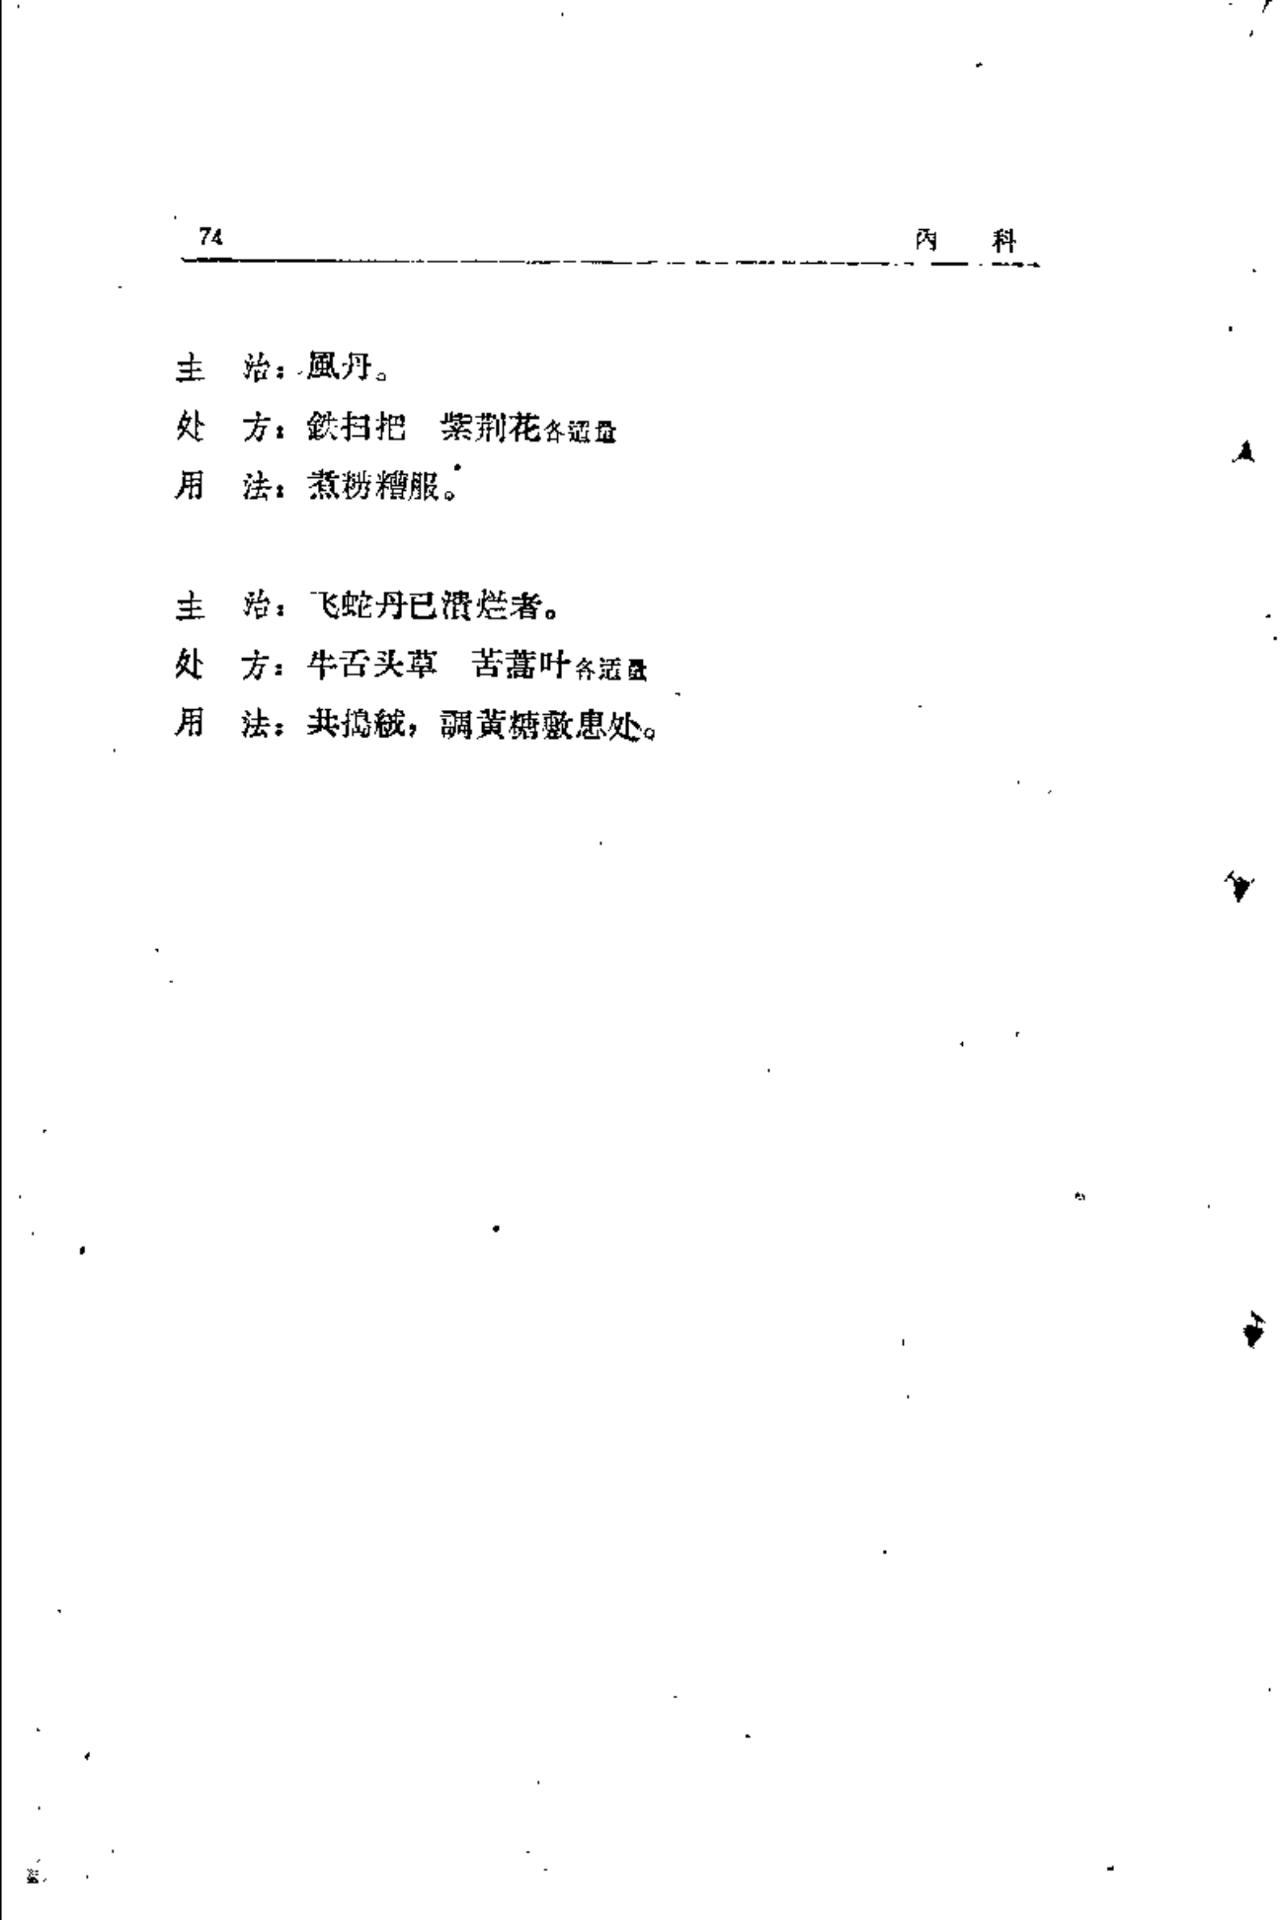 74 内 科
主 治：風丹。
处 方：鉄扫把 紫荆花各适量
用 法：煮捞糟服。
主 治：飞蛇丹已溃烂者。
处 方：牛舌头草 苦蒿叶各适量
用 法：共搗絨，調黄糖敷患处。